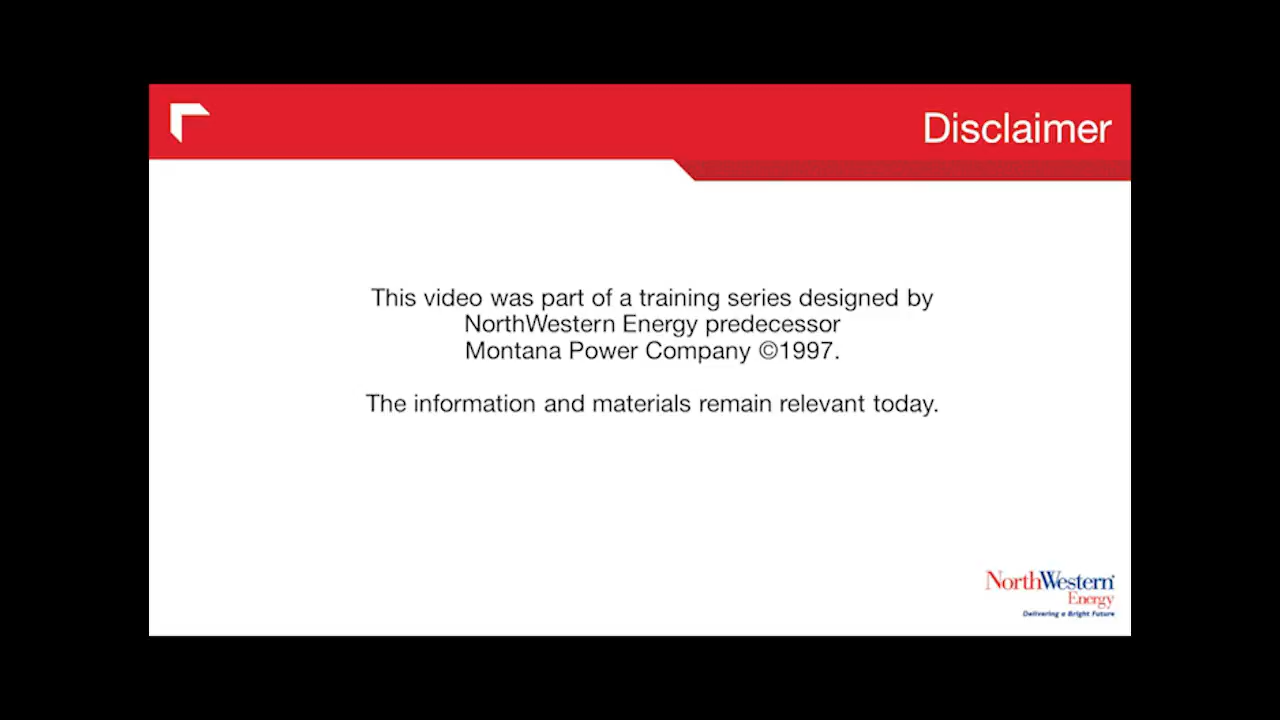 Disclaimer
This video was part of a training series designed by
NorthWestern Energy predecessor
Montana Power Company ©1997.
The information and materials remain relevant today.
NorthWestern
Energy
Delivering a Bright Future